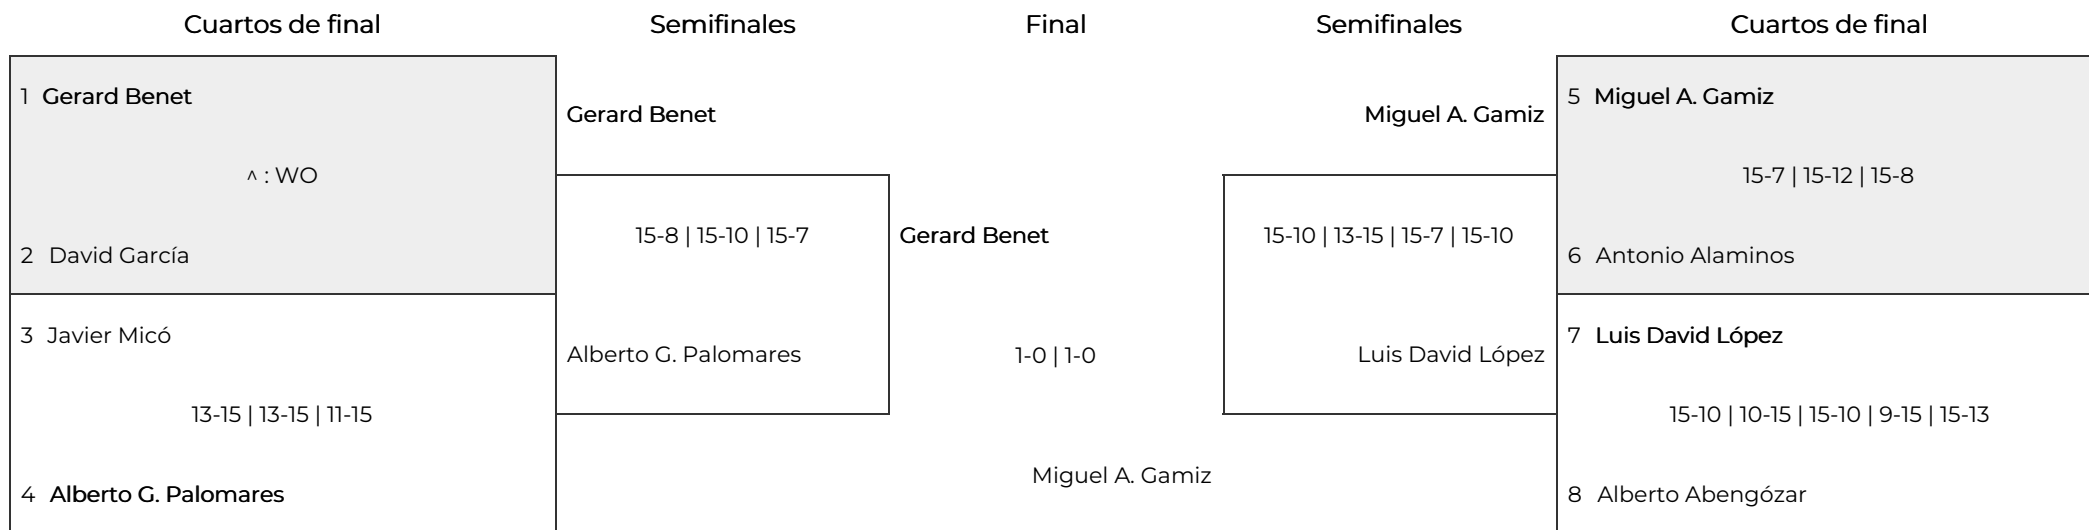 Cuartos de final
Semifinales
Final
Semifinales
Cuartos de final
1 Gerard Benet
^ : WO
2 David García
3 Javier Micó
13-15 | 13-15 | 11-15
4 Alberto G. Palomares
Gerard Benet
15-8 | 15-10 | 15-7
Alberto G. Palomares
Gerard Benet
1-0 | 1-0
Miguel A. Gamiz
Miguel A. Gamiz
15-10 | 13-15 | 15-7 | 15-10
Luis David López
5 Miguel A. Gamiz
15-7 | 15-12 | 15-8
6 Antonio Alaminos
7 Luis David López
15-10 | 10-15 | 15-10 | 9-15 | 15-13
8 Alberto Abengózar